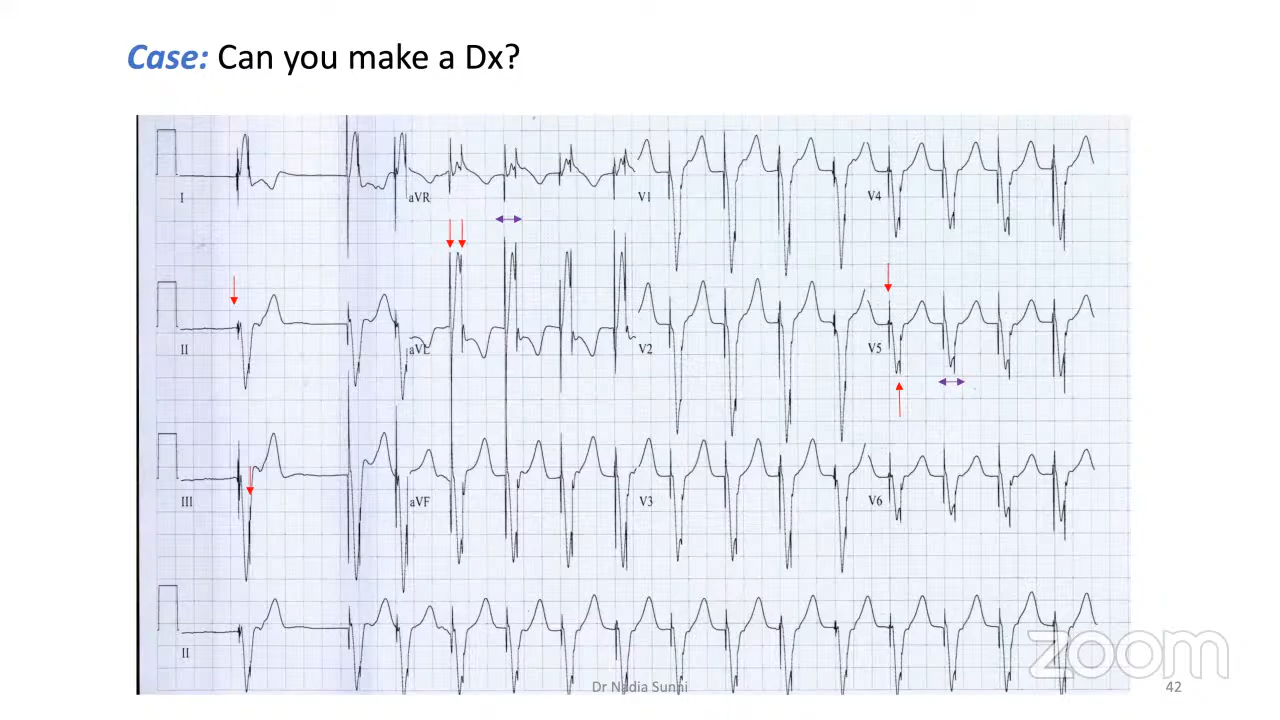 Case: Can you make a Dx?
I
aVR
V1
V4
II
aVL
V2
V5
III
aVF
V3
V6
II
zoom
Dr Nadia Sunni
42